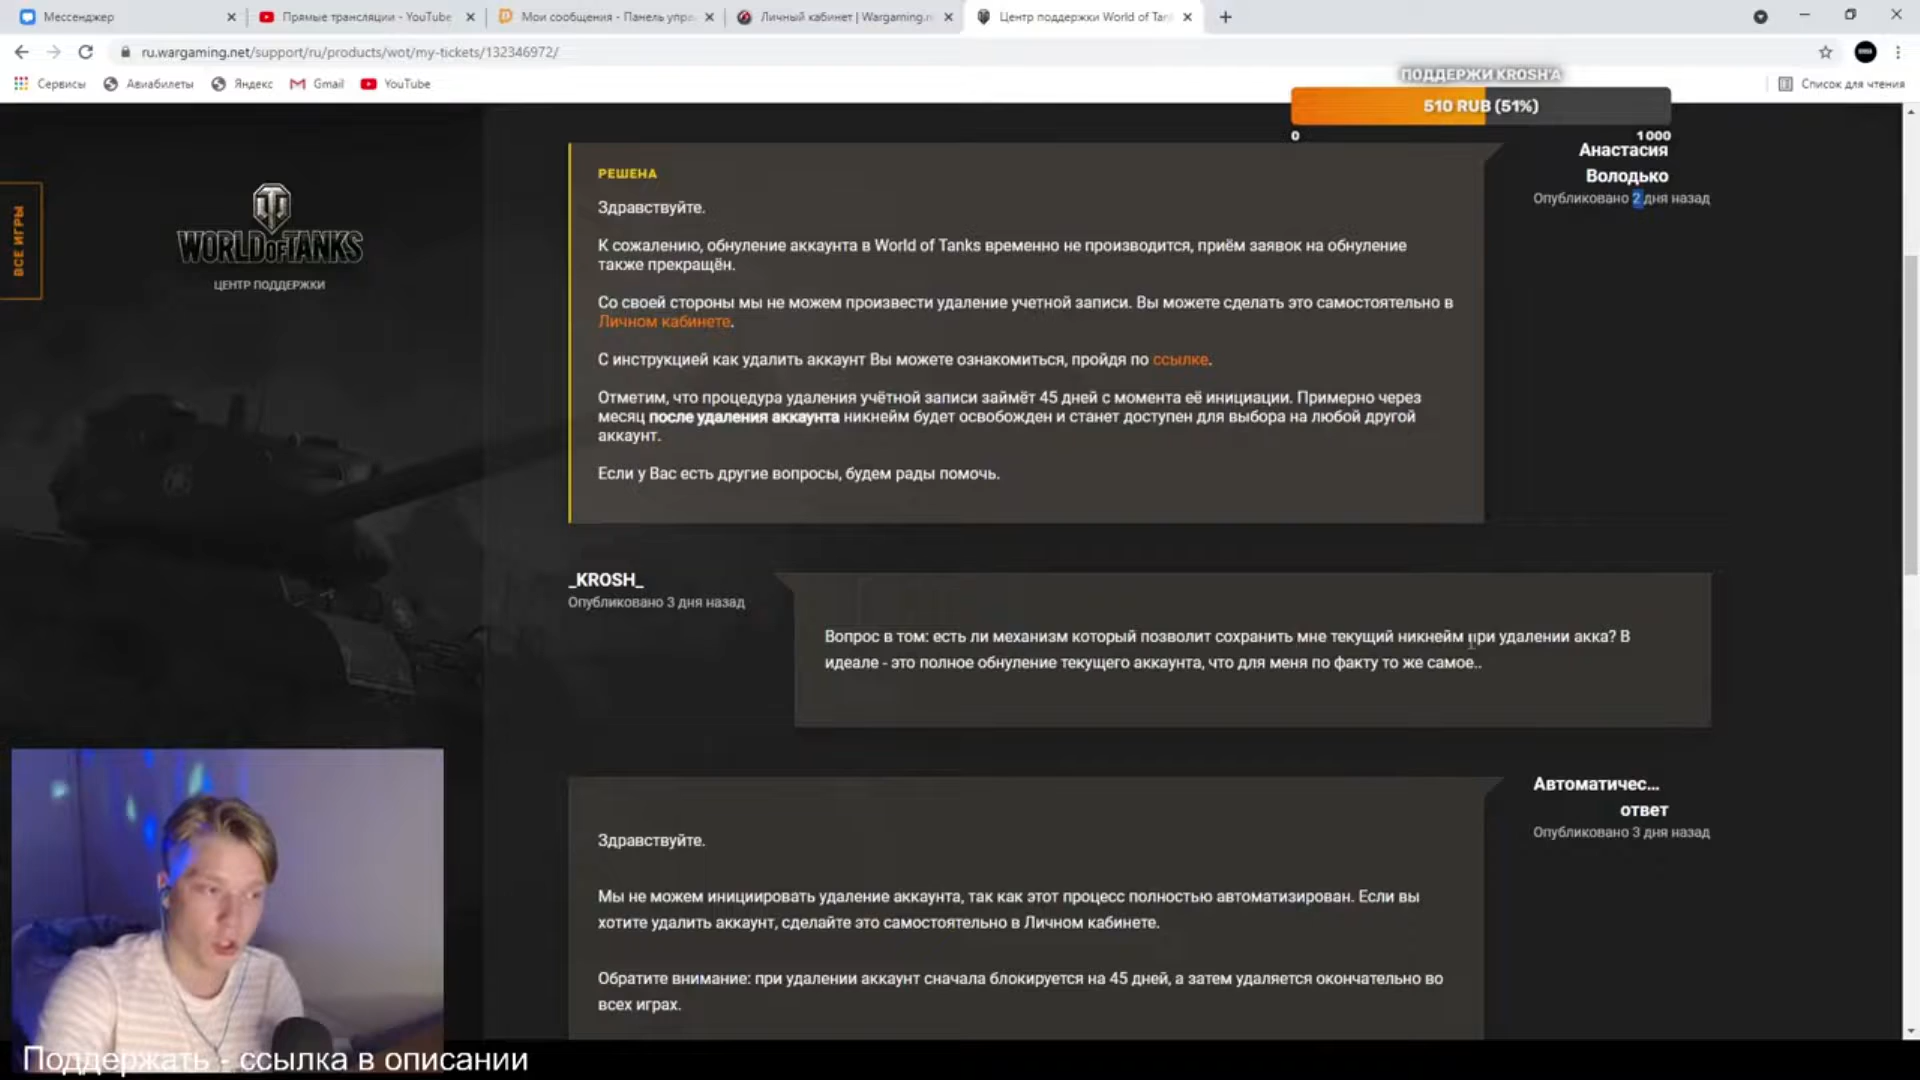 Мессенджер
Прямые трансляции - YouTube
Мои сообщения - Панель упра
Личный кабинет | Wargaming.n
Центр поддержки World of Tan
ru.wargaming.net/support/ru/products/wot/my-tickets/132346972/
Сервисы
Авиабилеты
Яндекс
Gmail
YouTube
Список для чтения
ПОДДЕРЖИ KROSH'А
510 RUB (51%)
0
1000
ВСЕ ИГРЫ
WORLD OF TANKS
ЦЕНТР ПОДДЕРЖКИ
Анастасия
Володько
Опубликовано 2 дня назад
РЕШЕНА
Здравствуйте.
К сожалению, обнуление аккаунта в World of Tanks временно не производится, приём заявок на обнуление
также прекращён.
Со своей стороны мы не можем произвести удаление учетной записи. Вы можете сделать это самостоятельно в
Личном кабинете.
С инструкцией как удалить аккаунт Вы можете ознакомиться, пройдя по ссылке.
Отметим, что процедура удаления учётной записи займёт 45 дней с момента её инициации. Примерно через
месяц после удаления аккаунта никнейм будет освобожден и станет доступен для выбора на любой другой
аккаунт.
Если у Вас есть другие вопросы, будем рады помочь.
_KROSH_
Опубликовано 3 дня назад
Вопрос в том: есть ли механизм который позволит сохранить мне текущий никнейм при удалении акка? В
идеале - это полное обнуление текущего аккаунта, что для меня по факту то же самое..
Автоматичес...
ответ
Опубликовано 3 дня назад
Здравствуйте.
Мы не можем инициировать удаление аккаунта, так как этот процесс полностью автоматизирован. Если вы
хотите удалить аккаунт, сделайте это самостоятельно в Личном кабинете.
Обратите внимание: при удалении аккаунт сначала блокируется на 45 дней, а затем удаляется окончательно во
всех играх.
Поддержать - ссылка в описании